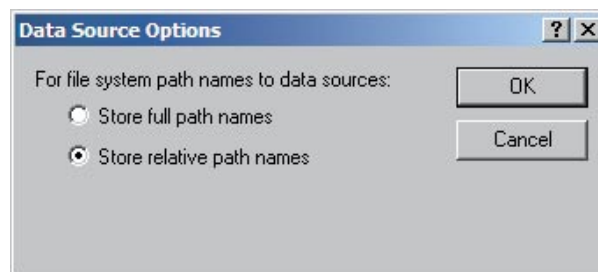 Data Source Options
For file system path names to data sources:
Store full path names
Store relative path names
OK
Cancel